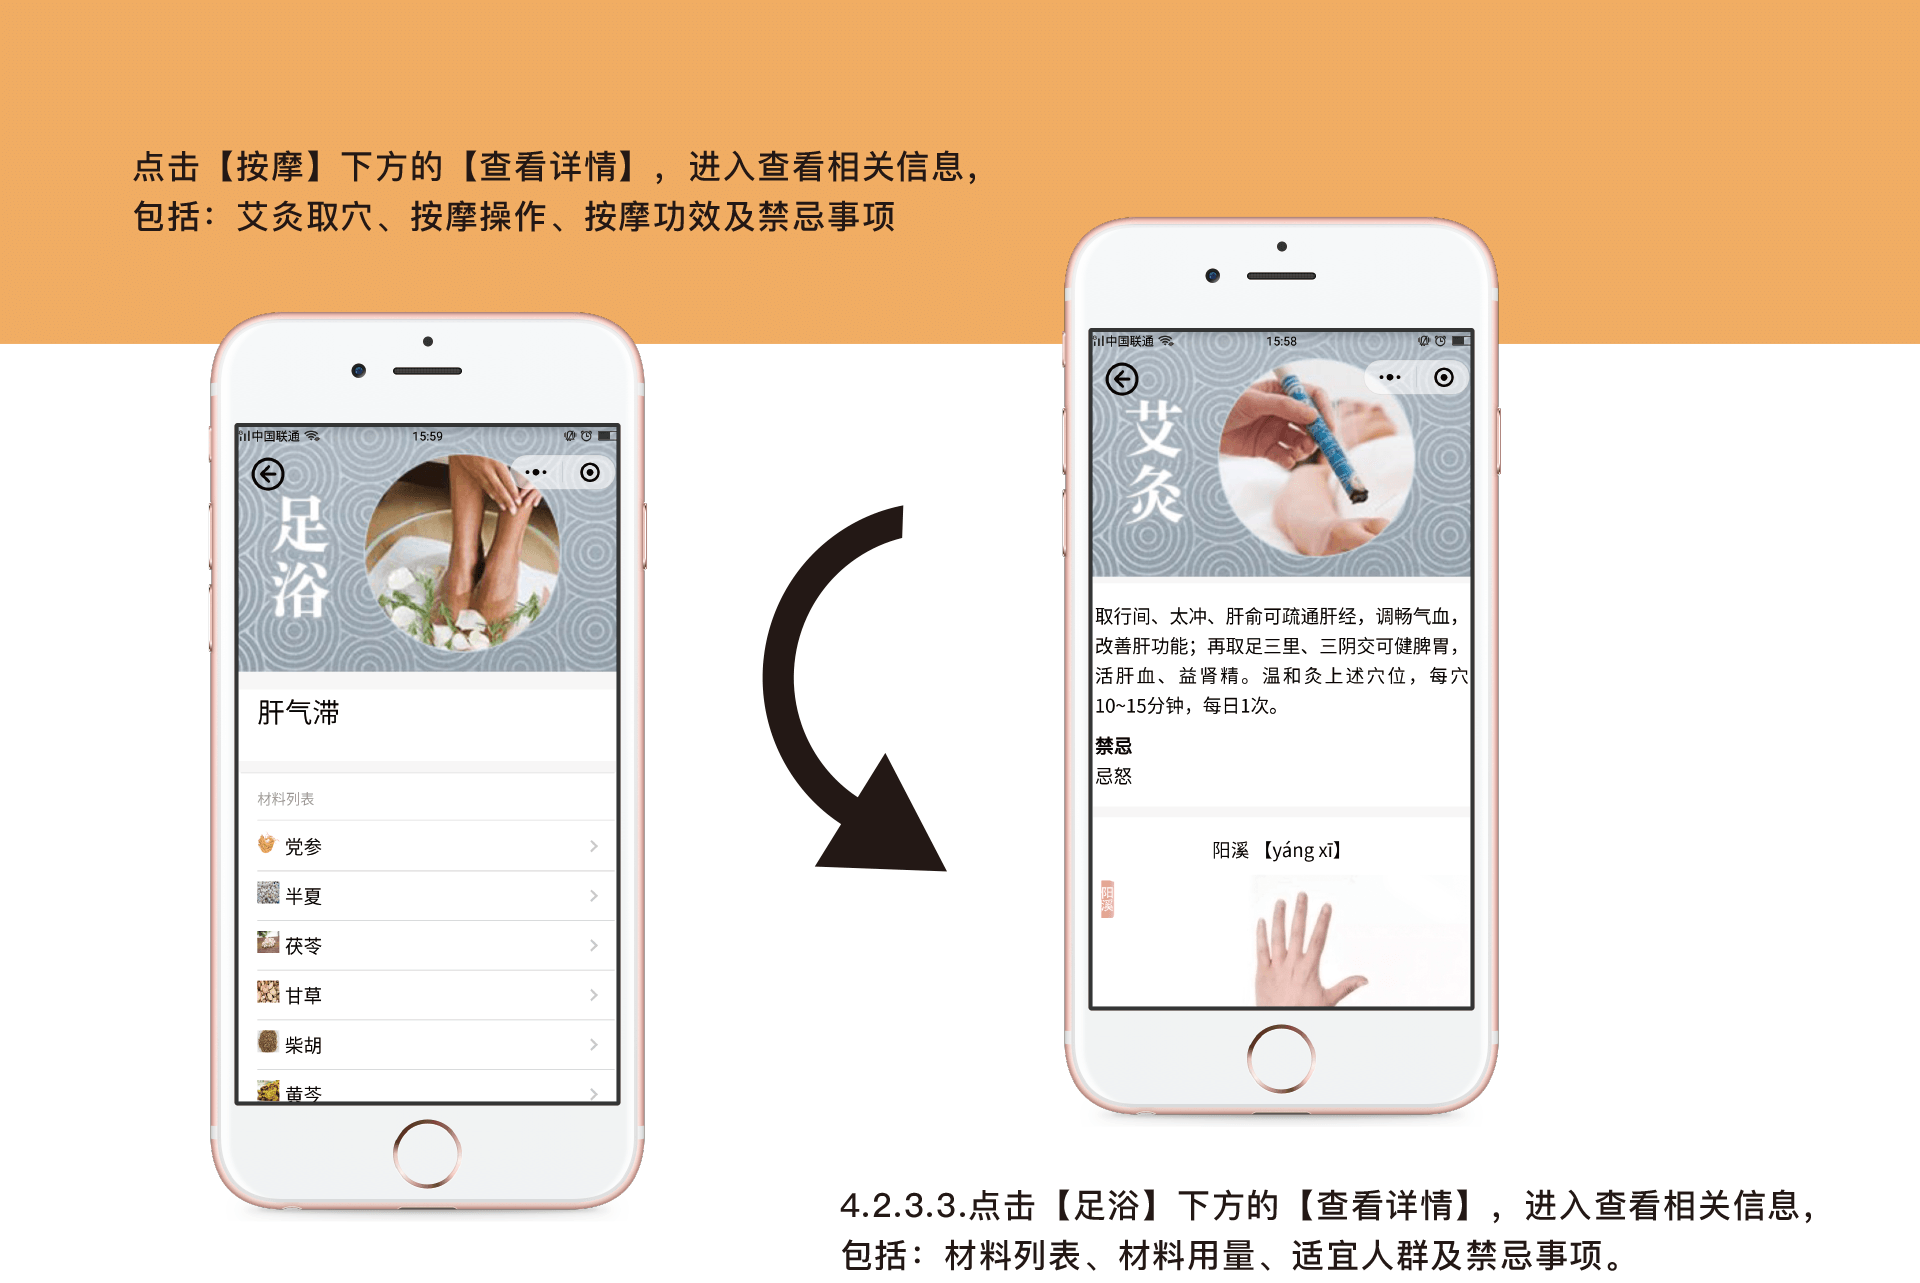 点击【按摩】下方的【查看详情】，进入查看相关信息，
包括：艾灸取穴、按摩操作、按摩功效及禁忌事项
中国联通
15:59
足浴
肝气滞
材料列表
党参
半夏
茯苓
甘草
柴胡
黄芩
中国联通
15:58
艾灸
取行间、太冲、肝俞可疏通肝经，调畅气血，
改善肝功能；再取足三里、三阴交可健脾胃，
活肝血、益肾精。温和灸上述穴位，每穴
10~15分钟，每日1次。
禁忌
忌怒
阳溪 【yáng xī】
阳溪
4.2.3.3.点击【足浴】下方的【查看详情】，进入查看相关信息，
包括：材料列表、材料用量、适宜人群及禁忌事项。